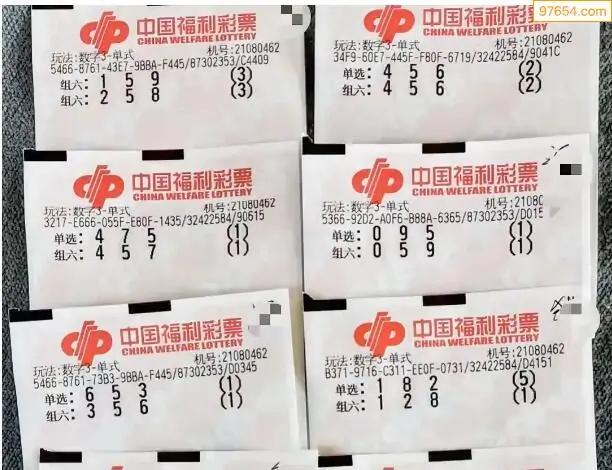 97654.com
中国福利彩票
CHINA WELFARE LOTTERY
玩法:数字3-单式 机号:21080462
5466-8761-43E7-9BBA-F445/87302353/C4409
组六: 1 5 9 (3)
组六: 2 5 8 (3)
中国福利彩票
CHINA WELFARE LOTTERY
玩法:数字3-单式 机号:21080462
34F9-60E7-445F-F80F-6719/32422584/9041C
单选: 4 5 6 (2)
组六: 4 5 6 (2)
中国福利彩票
CHINA WELFARE LOTTERY
玩法:数字3-单式 机号:21080462
3217-E666-055F-E80F-1435/32422584/90615
单选: 4 7 5 (1)
组六: 4 5 7 (1)
中国福利彩票
CHINA WELFARE LOTTERY
玩法:数字3-单式 机号:21080
5366-92D2-A0F6-B88A-6365/87302353/D015
单选: 0 9 5 (1)
组六: 0 5 9 (1)
中国福利彩票
CHINA WELFARE LOTTERY
玩法:数字3-单式 机号:21080462
5466-8761-73B3-9BBA-F445/87302353/D0345
单选: 6 5 3 (1)
组六: 3 5 6 (1)
中国福利彩票
CHINA WELFARE LOTTERY
玩法:数字3-单式 机号:21080462
B371-9716-C311-EE0F-0731/32422584/D4151
单选: 1 8 2 (5)
组六: 1 2 8 (1)